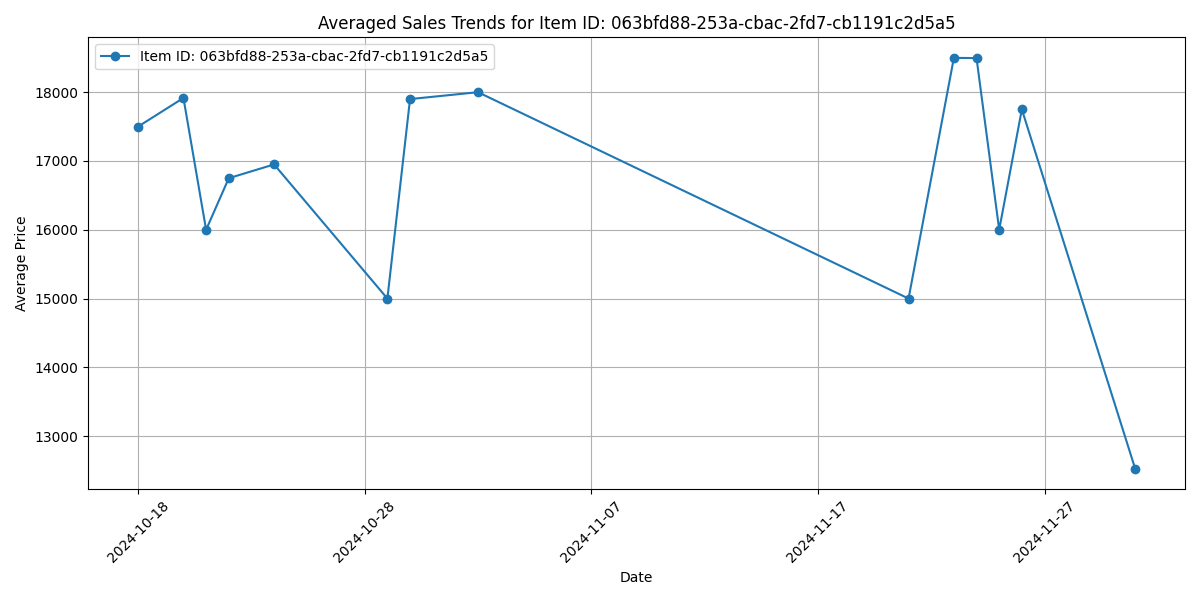 Averaged Sales Trends for Item ID: 063bfd88-253a-cbac-2fd7-cb1191c2d5a5
Item ID: 063bfd88-253a-cbac-2fd7-cb1191c2d5a5
Average Price
18000
17000
16000
15000
14000
13000
2024-10-18
2024-10-28
2024-11-07
2024-11-17
2024-11-27
Date